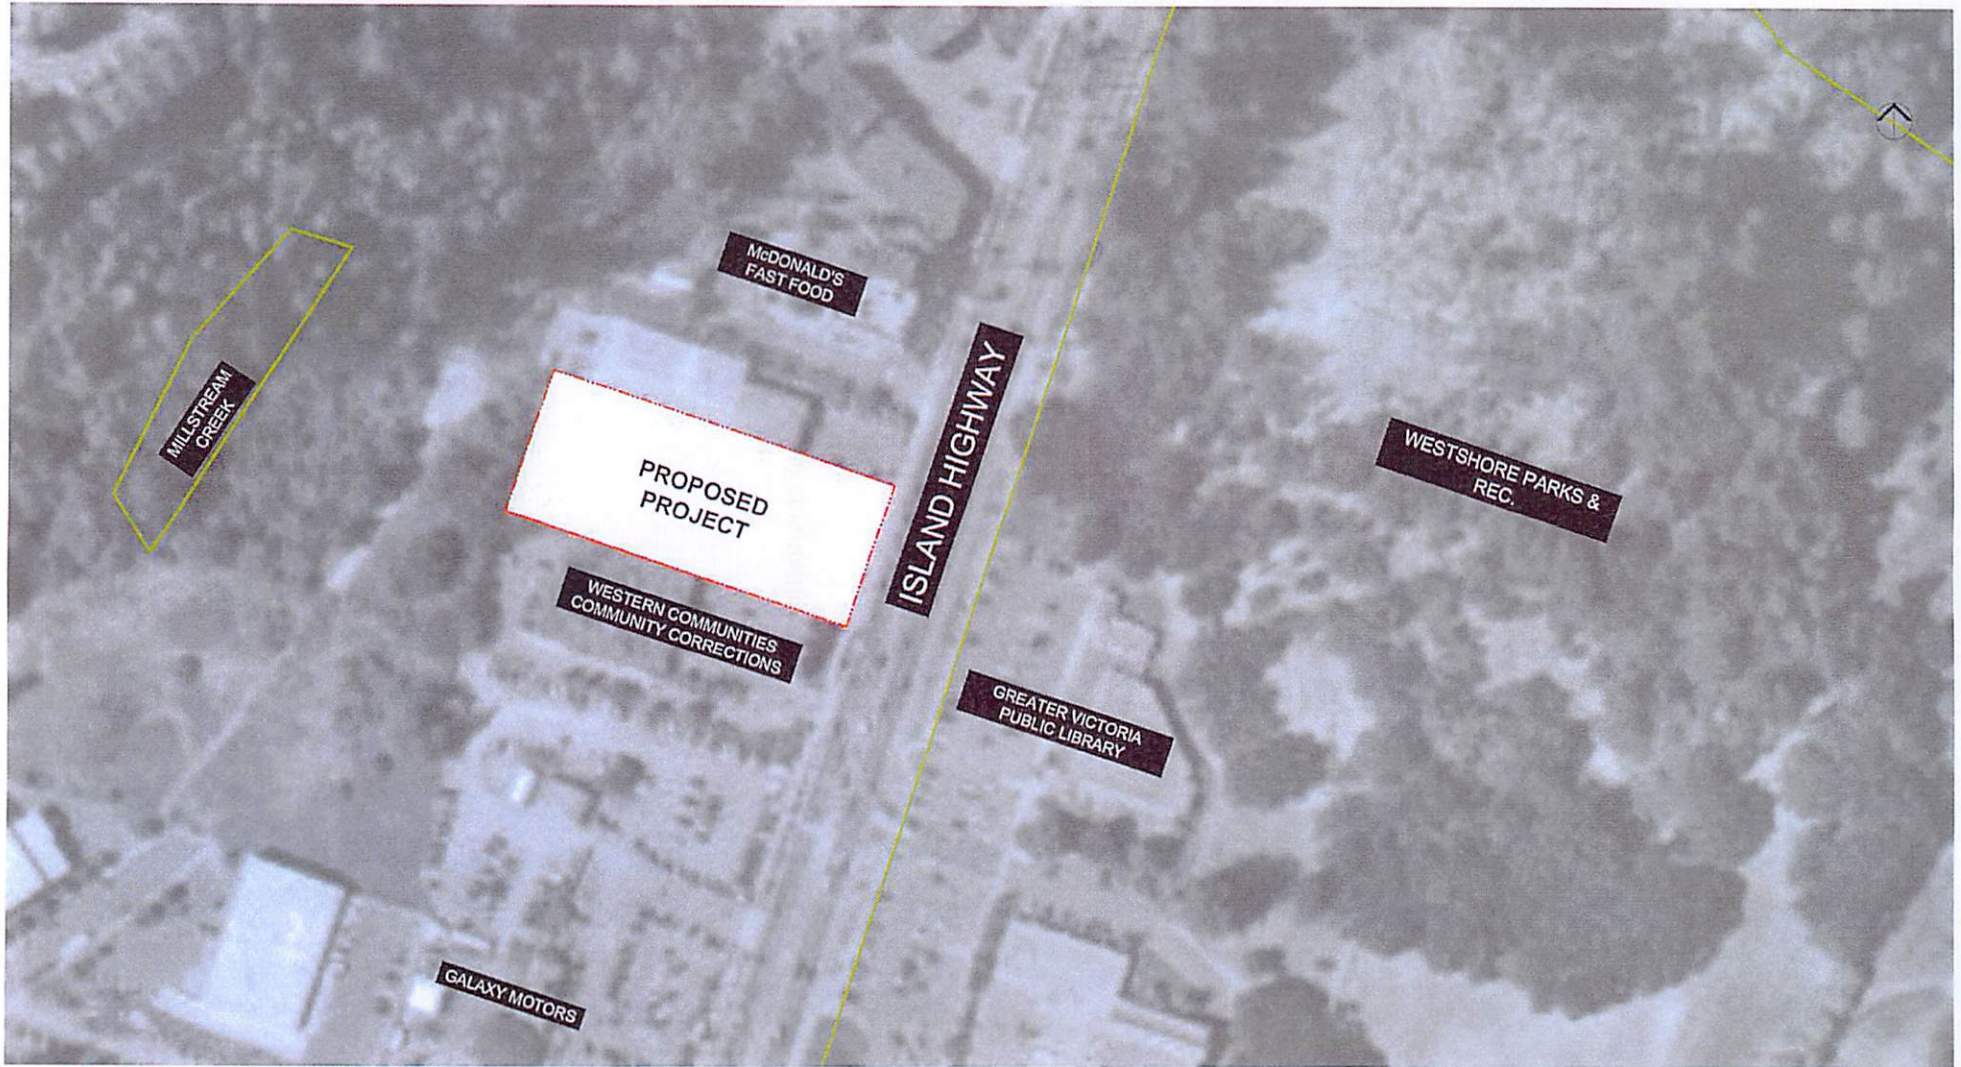 McDONALD'S
FAST FOOD
MILLSTREAM
CREEK
ISLAND HIGHWAY
WESTSHORE PARKS &
REC.
PROPOSED
PROJECT
WESTERN COMMUNITIES
COMMUNITY CORRECTIONS
GREATER VICTORIA
PUBLIC LIBRARY
GALAXY MOTORS